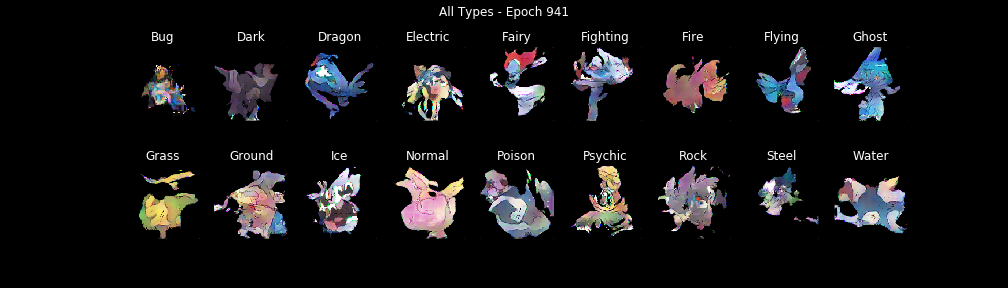 All Types - Epoch 941
Bug Dark Dragon Electric Fairy Fighting Fire Flying Ghost
Grass Ground Ice Normal Poison Psychic Rock Steel Water